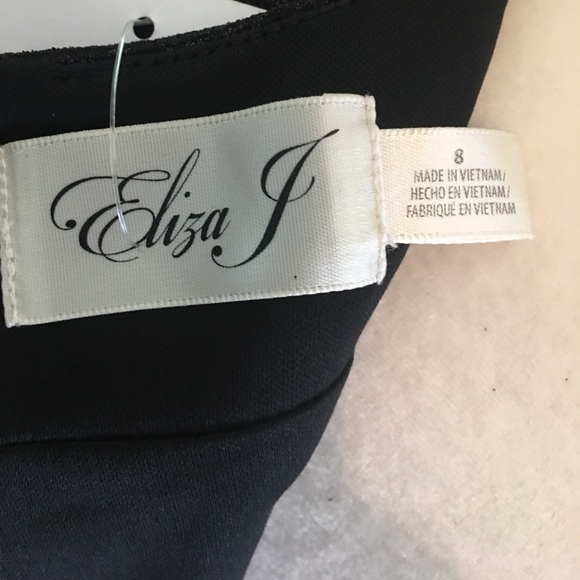 Eliza J
8
MADE IN VIETNAM/
HECHO EN VIETNAM/
FABRIQUÉ EN VIETNAM